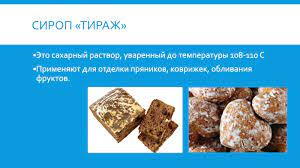 СИРОП «ТИРАЖ»
•Это сахарный раствор, уваренный до температуры 108-110 С
•Применяют для отделки пряников, коврижек, обливания
фруктов.